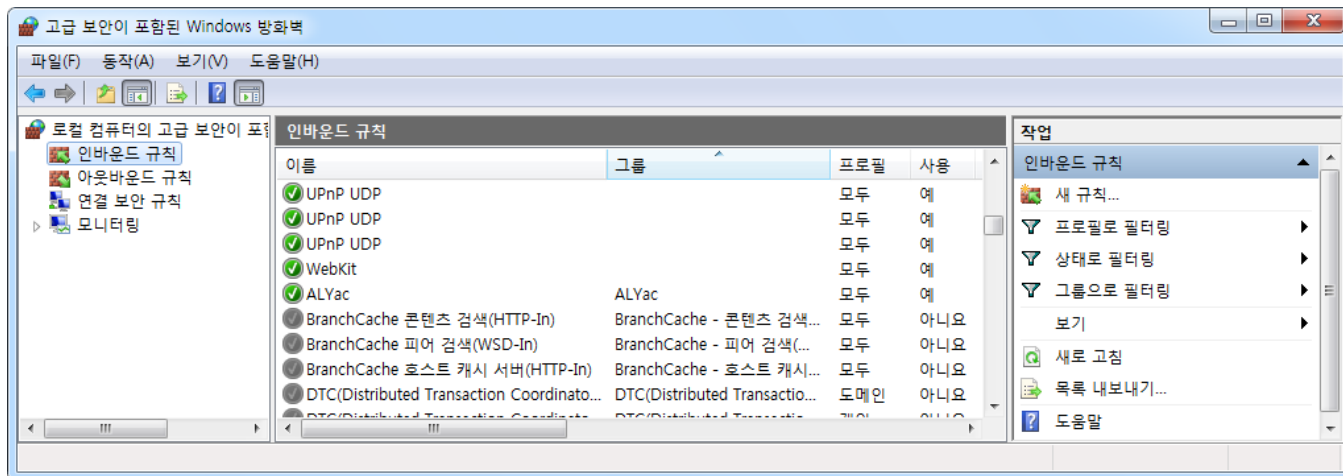 고급 보안이 포함된 Windows 방화벽
파일(F) 동작(A) 보기(V) 도움말(H)
로컬 컴퓨터의 고급 보안이 포함
인바운드 규칙
아웃바운드 규칙
연결 보안 규칙
모니터링
인바운드 규칙
이름 그룹 프로필 사용
UPnP UDP 모두 예
UPnP UDP 모두 예
UPnP UDP 모두 예
WebKit 모두 예
ALYac ALYac 모두 예
BranchCache 콘텐츠 검색(HTTP-In) BranchCache - 콘텐츠 검색... 모두 아니요
BranchCache 피어 검색(WSD-In) BranchCache - 피어 검색(... 모두 아니요
BranchCache 호스트 캐시 서버(HTTP-In) BranchCache - 호스트 캐시... 모두 아니요
DTC(Distributed Transaction Coordinato... DTC(Distributed Transactio... 도메인 아니요
작업
인바운드 규칙
새 규칙...
프로필로 필터링
상태로 필터링
그룹으로 필터링
보기
새로 고침
목록 내보내기...
도움말